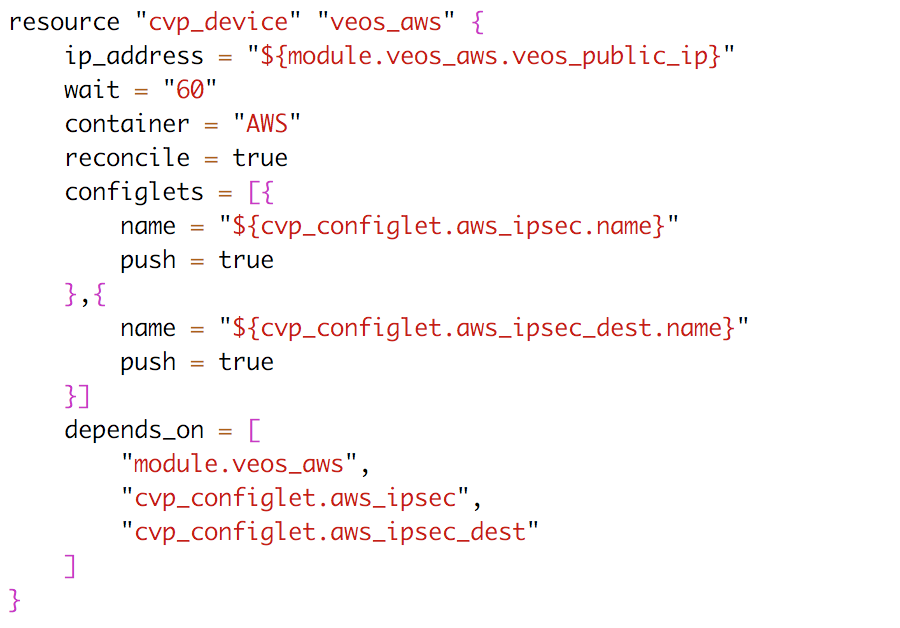 resource "cvp_device" "veos_aws" {
    ip_address = "${module.veos_aws.veos_public_ip}"
    wait = "60"
    container = "AWS"
    reconcile = true
    configlets = [{
        name = "${cvp_configlet.aws_ipsec.name}"
        push = true
    },{
        name = "${cvp_configlet.aws_ipsec_dest.name}"
        push = true
    }]
    depends_on = [
        "module.veos_aws",
        "cvp_configlet.aws_ipsec",
        "cvp_configlet.aws_ipsec_dest"
    ]
}